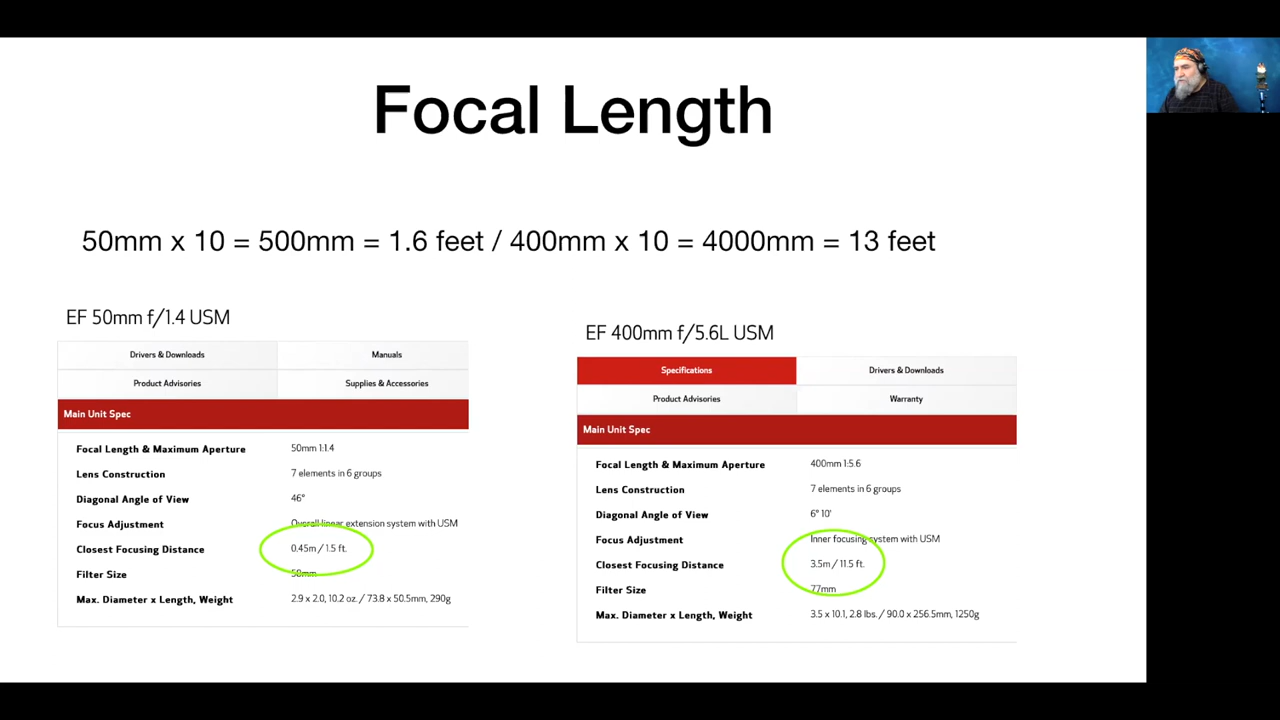 Focal Length
50mm x 10 = 500mm = 1.6 feet / 400mm x 10 = 4000mm = 13 feet
EF 50mm f/1.4 USM
Drivers & Downloads Manuals
Product Advisories Supplies & Accessories
Main Unit Spec
Focal Length & Maximum Aperture 50mm 1:1.4
Lens Construction 7 elements in 6 groups
Diagonal Angle of View 46°
Focus Adjustment Overall linear extension system with USM
Closest Focusing Distance 0.45m / 1.5 ft.
Filter Size 58mm
Max. Diameter x Length, Weight 2.9 x 2.0, 10.2 oz. / 73.8 x 50.5mm, 290g
EF 400mm f/5.6L USM
Specifications Drivers & Downloads
Product Advisories Warranty
Main Unit Spec
Focal Length & Maximum Aperture 400mm 1:5.6
Lens Construction 7 elements in 6 groups
Diagonal Angle of View 6° 10'
Focus Adjustment Inner focusing system with USM
Closest Focusing Distance 3.5m / 11.5 ft.
Filter Size 77mm
Max. Diameter x Length, Weight 3.5 x 10.1, 2.8 lbs. / 90.0 x 256.5mm, 1250g